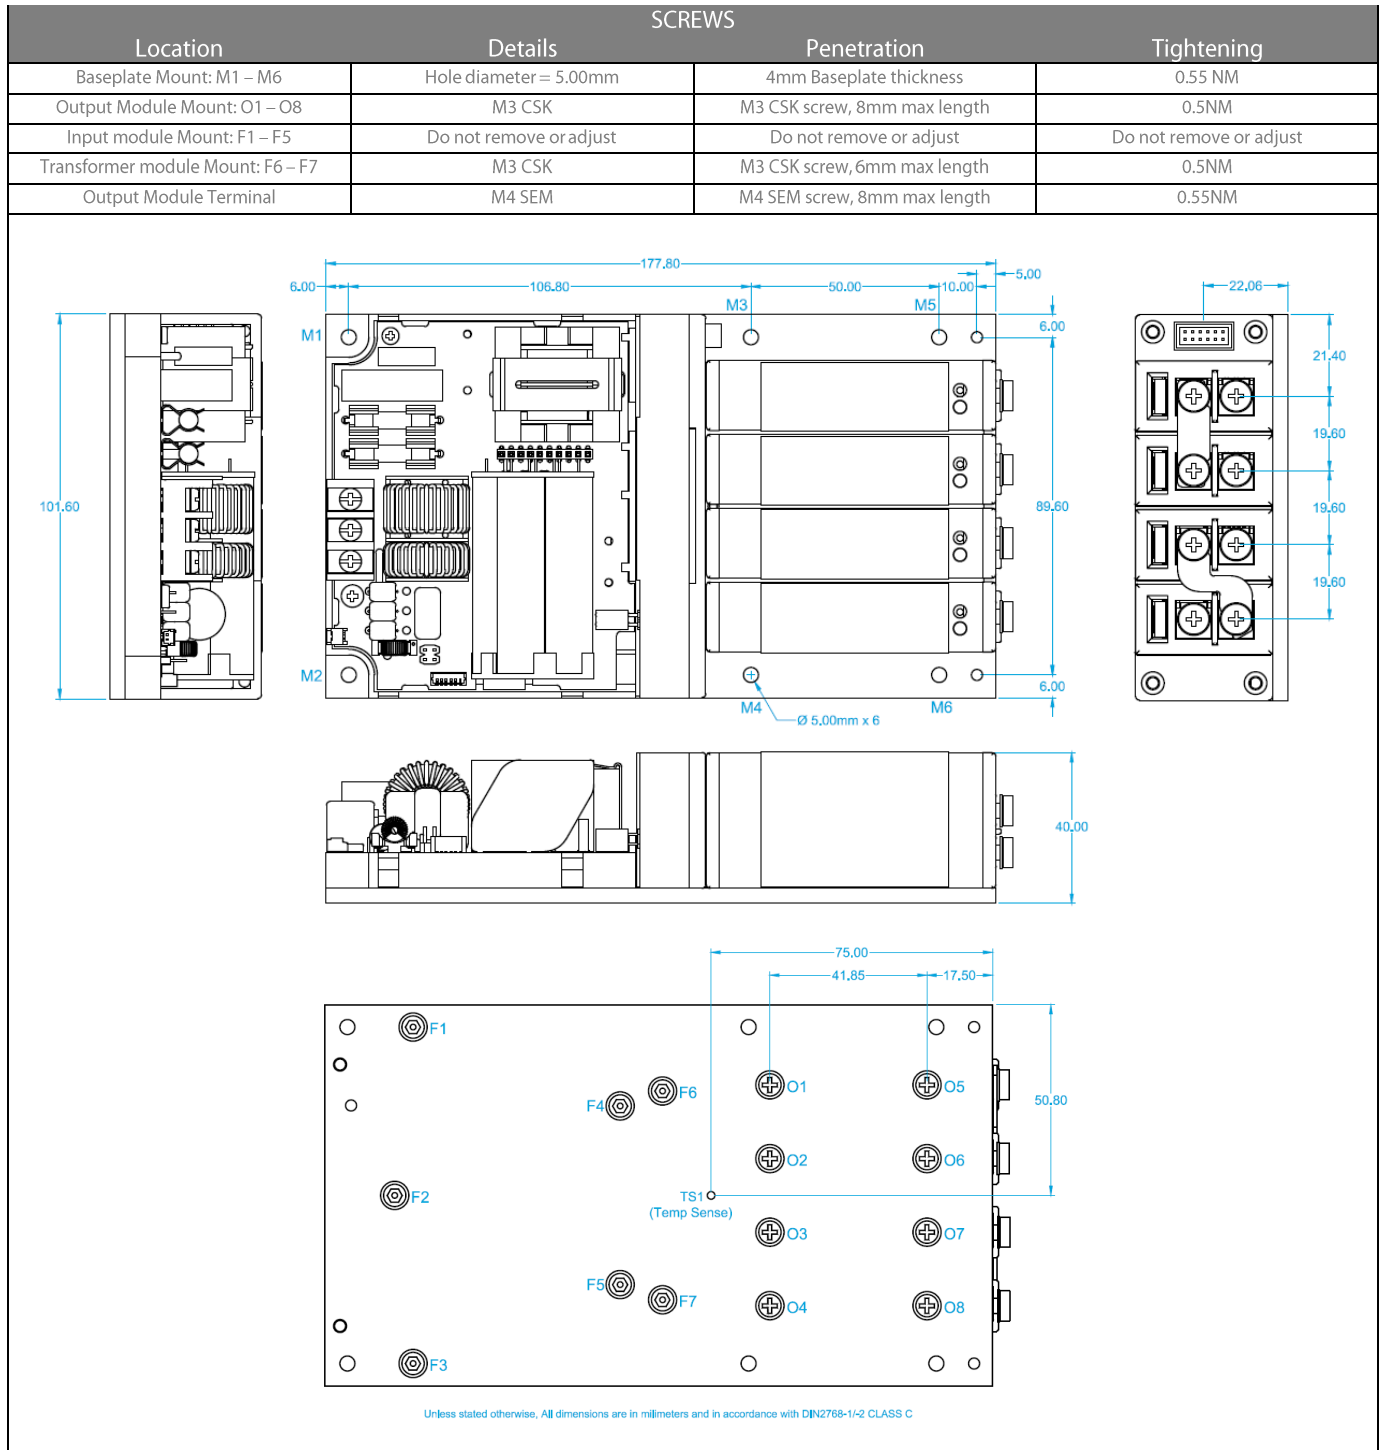 SCREWS
Location Details Penetration Tightening
Baseplate Mount: M1 – M6 Hole diameter = 5.00mm 4mm Baseplate thickness 0.55 NM
Output Module Mount: O1 – O8 M3 CSK M3 CSK screw, 8mm max length 0.5NM
Input module Mount: F1 – F5 Do not remove or adjust Do not remove or adjust Do not remove or adjust
Transformer module Mount: F6 – F7 M3 CSK M3 CSK screw, 6mm max length 0.5NM
Output Module Terminal M4 SEM M4 SEM screw, 8mm max length 0.55NM
177.80
6.00 106.80 50.00 10.00 5.00
22.06
M3 M5
M1
6.00
21.40
19.60
101.60
89.60
19.60
19.60
M2
6.00
M4 M6
Ø 5.00mm x 6
40.00
75.00
41.85 17.50
F1
F6 O1 O5
F4
50.80
O2 O6
F2
TS1
(Temp Sense)
O3 O7
F5
F7 O4 O8
F3
Unless stated otherwise, All dimensions are in milimeters and in accordance with DIN2768-1/-2 CLASS C